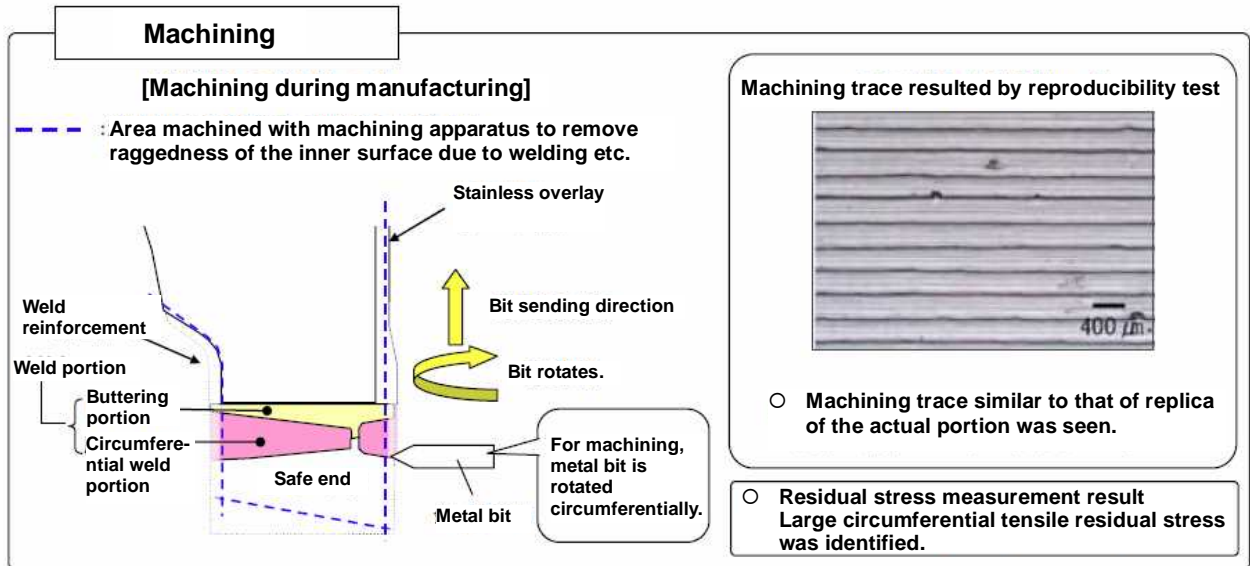 Machining
[Machining during manufacturing]
: Area machined with machining apparatus to remove
raggedness of the inner surface due to welding etc.
Stainless overlay
Weld
reinforcement
Weld portion
Buttering
portion
Circumfere-
ntial weld
portion
Safe end
Bit sending direction
Bit rotates.
Metal bit
For machining,
metal bit is
rotated
circumferentially.
Machining trace resulted by reproducibility test
400 μm.
○ Machining trace similar to that of replica
of the actual portion was seen.
○ Residual stress measurement result
Large circumferential tensile residual stress
was identified.